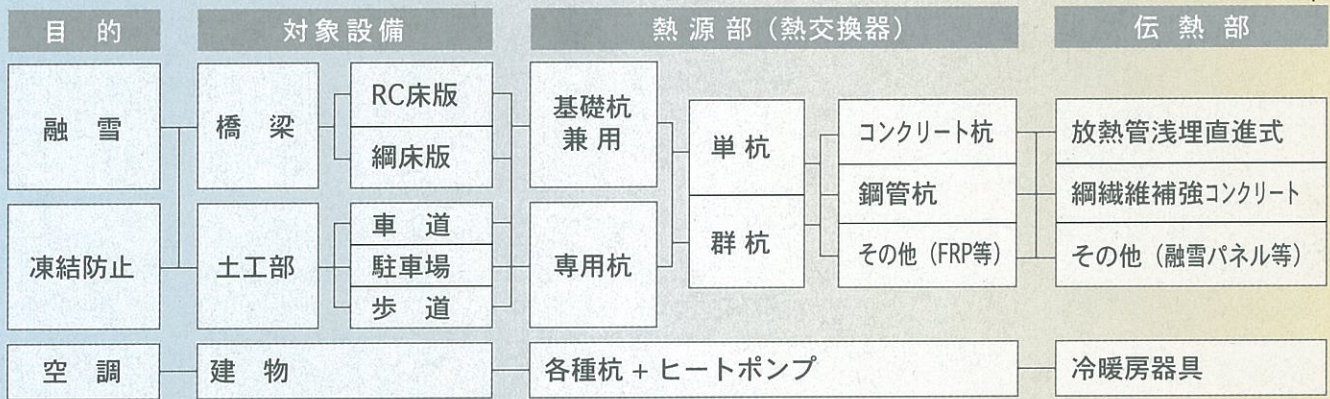 目的
対象設備
熱源部（熱交換器）
伝熱部
融雪
橋梁
RC床版
綱床版
基礎杭
兼用
単杭
コンクリート杭
放熱管浅埋直進式
鋼管杭
綱繊維補強コンクリート
凍結防止
土工部
車道
駐車場
歩道
専用杭
群杭
その他（FRP等）
その他（融雪パネル等）
空調
建物
各種杭 + ヒートポンプ
冷暖房器具